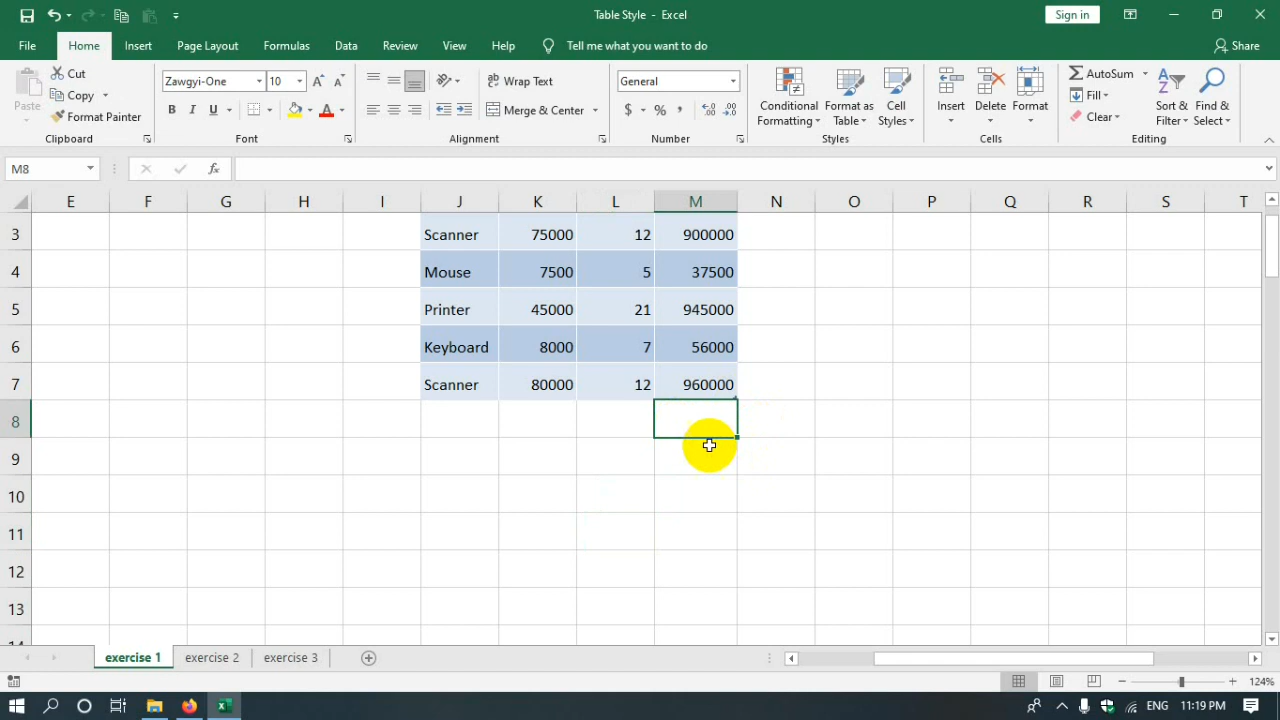 Table Style - Excel
Sign in
File Home Insert Page Layout Formulas Data Review View Help Tell me what you want to do Share
Paste
Cut
Copy
Format Painter
Clipboard
Zawgyi-One 10
B I U
Font
Wrap Text
Merge & Center
Alignment
General
$ % ,
Number
Conditional Formatting
Format as Table
Cell Styles
Styles
Insert Delete Format
Cells
AutoSum
Fill
Clear
Sort & Filter
Find & Select
Editing
M8
fx
E F G H I J K L M N O P Q R S T
3 Scanner 75000 12 900000
4 Mouse 7500 5 37500
5 Printer 45000 21 945000
6 Keyboard 8000 7 56000
7 Scanner 80000 12 960000
8
9
10
11
12
13
14
exercise 1 exercise 2 exercise 3
124%
ENG 11:19 PM